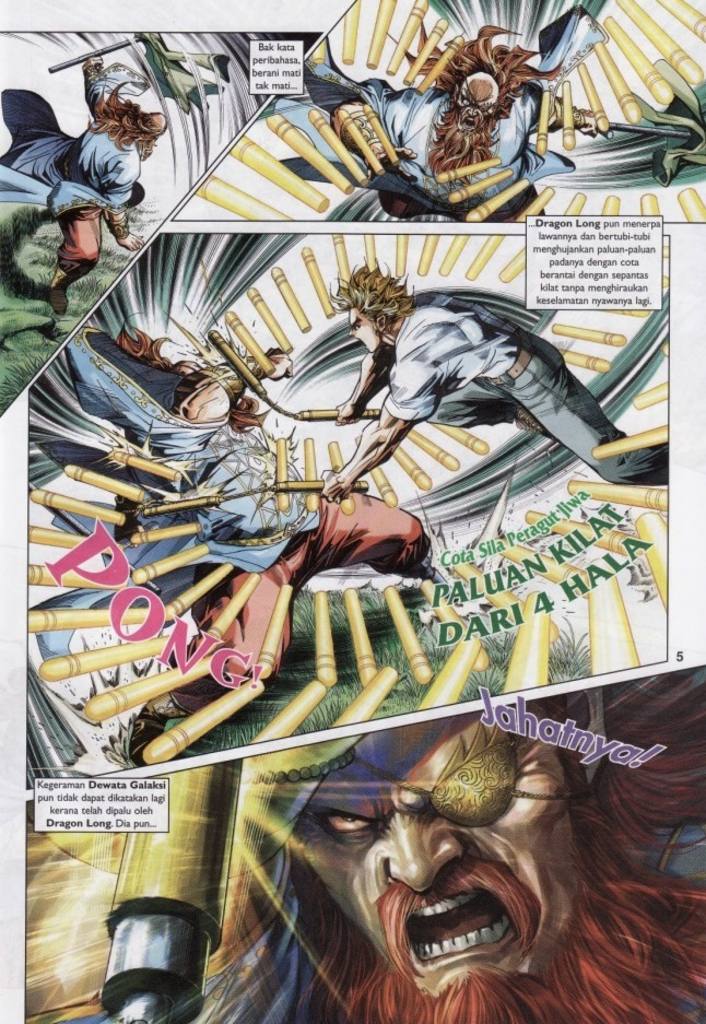 Bak kata
peribahasa,
berani mati
tak mati...
...Dragon Long pun menerpa
lawannya dan bertubi-tubi
menghujankan paluan-paluan
padanya dengan cota
berantai dengan sepantas
kilat tanpa menghiraukan
keselamatan nyawanya lagi.
PONG!
Cota Sila Peragut Jiwa
PALUAN KILAT
DARI 4 HALA
5
Jahatnya!
Kegeraman Dewata Galaksi
pun tidak dapat dikatakan lagi
kerana telah dipalu oleh
Dragon Long. Dia pun...